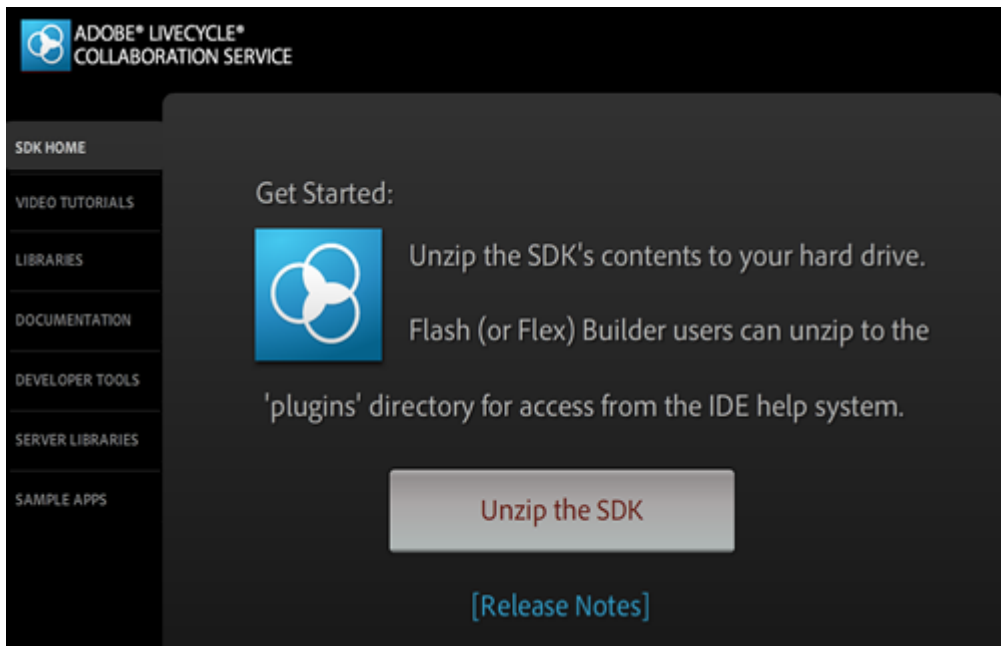 ADOBE® LIVECYCLE®
COLLABORATION SERVICE
SDK HOME
VIDEO TUTORIALS
LIBRARIES
DOCUMENTATION
DEVELOPER TOOLS
SERVER LIBRARIES
SAMPLE APPS
Get Started:
Unzip the SDK's contents to your hard drive.
Flash (or Flex) Builder users can unzip to the
'plugins' directory for access from the IDE help system.
Unzip the SDK
[Release Notes]